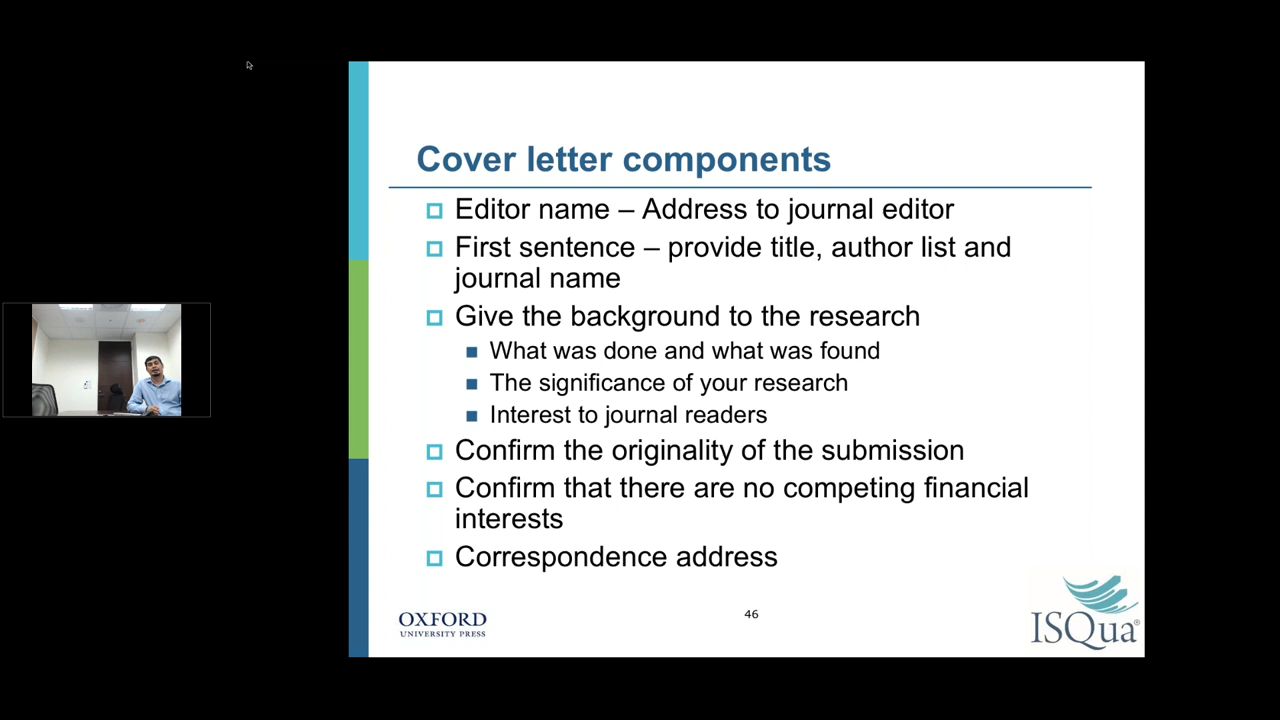 Cover letter components
Editor name – Address to journal editor
First sentence – provide title, author list and
journal name
Give the background to the research
What was done and what was found
The significance of your research
Interest to journal readers
Confirm the originality of the submission
Confirm that there are no competing financial
interests
Correspondence address
OXFORD
UNIVERSITY PRESS
46
ISQua®